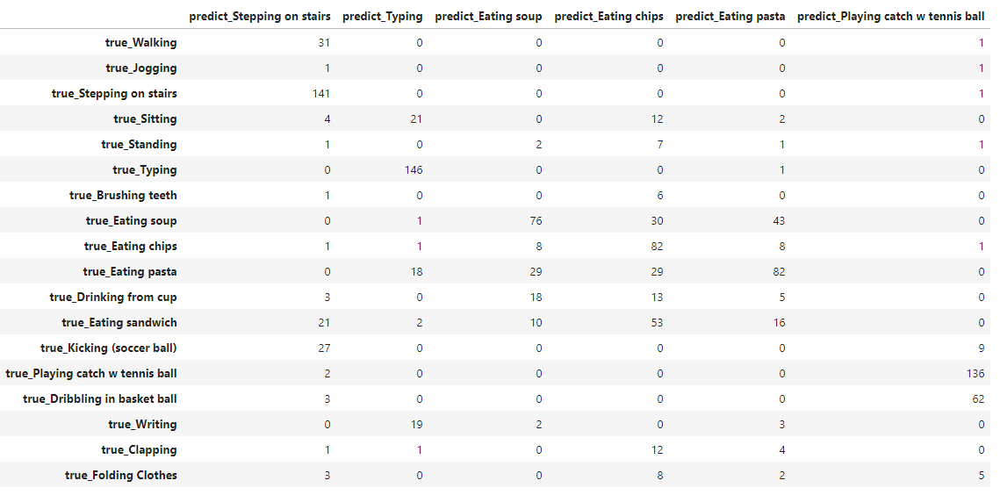 predict_Stepping on stairs predict_Typing predict_Eating soup predict_Eating chips predict_Eating pasta predict_Playing catch w tennis ball
true_Walking 31 0 0 0 0 1
true_Jogging 1 0 0 0 0 1
true_Stepping on stairs 141 0 0 0 0 1
true_Sitting 4 21 0 12 2 0
true_Standing 1 0 2 7 1 1
true_Typing 0 146 0 0 1 0
true_Brushing teeth 1 0 0 6 0 0
true_Eating soup 0 1 76 30 43 0
true_Eating chips 1 1 8 82 8 1
true_Eating pasta 0 18 29 29 82 0
true_Drinking from cup 3 0 18 13 5 0
true_Eating sandwich 21 2 10 53 16 0
true_Kicking (soccer ball) 27 0 0 0 0 9
true_Playing catch w tennis ball 2 0 0 0 0 136
true_Dribbling in basket ball 3 0 0 0 0 62
true_Writing 0 19 2 0 3 0
true_Clapping 1 1 0 12 4 0
true_Folding Clothes 3 0 0 8 2 5